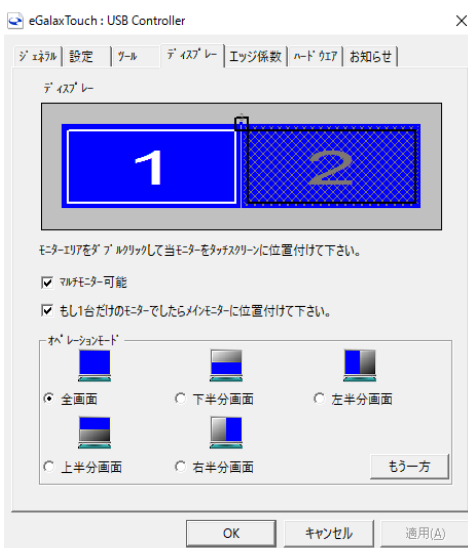 eGalaxTouch : USB Controller
ｼﾞｪﾈﾗﾙ 設定 ﾂｰﾙ ﾃﾞｨｽﾌﾟﾚｰ エッジ係数 ﾊｰﾄﾞｳｴｱ お知らせ
ﾃﾞｨｽﾌﾟﾚｰ
1 2
ﾓﾆﾀｰｴﾘｱをﾀﾞﾌﾞﾙｸﾘｯｸして当ﾓﾆﾀｰをﾀｯﾁｽｸﾘｰﾝに位置付けて下さい。
ﾏﾙﾁﾓﾆﾀｰ可能
もし1台だけのﾓﾆﾀｰでしたらﾒｲﾝﾓﾆﾀｰに位置付けて下さい。
ｵﾍﾟﾚｰｼｮﾝﾓｰﾄﾞ
全画面 下半分画面 左半分画面
上半分画面 右半分画面 もう一方
OK キャンセル 適用(A)